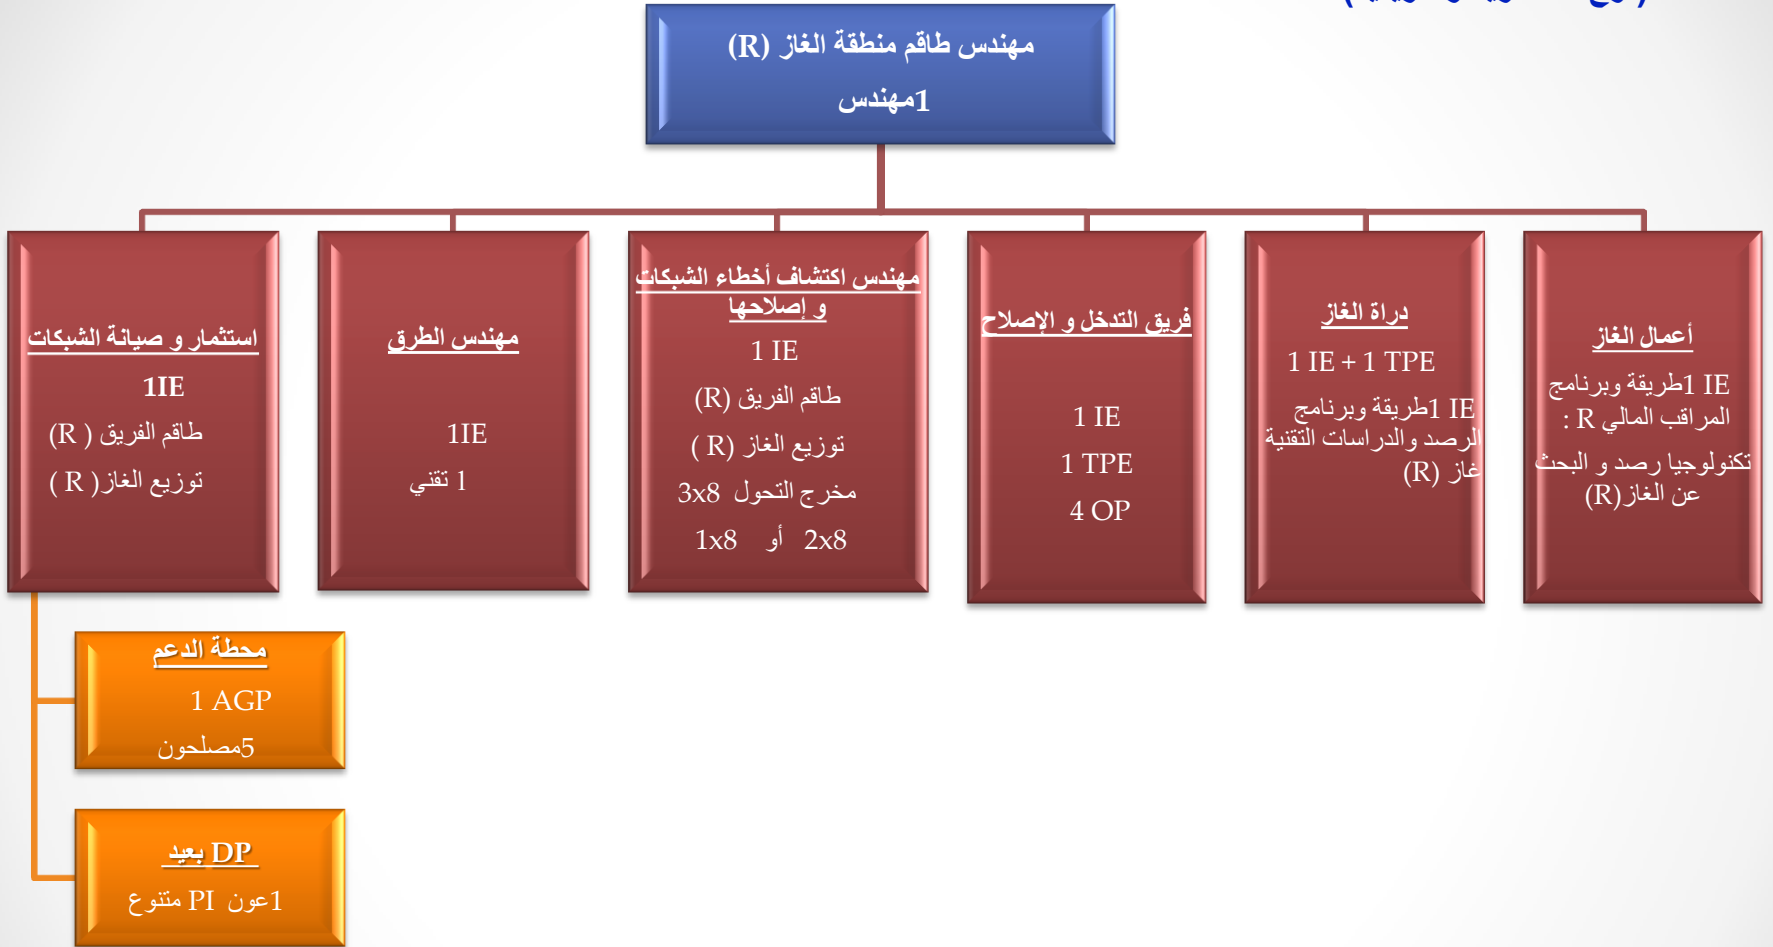 مهندس طاقم منطقة الغاز (R)
1مهندس
أعمال الغاز
1 IEطريقة وبرنامج
المراقب المالي R :
تكنولوجيا رصد و البحث
عن الغاز(R)
دراة الغاز
1 IE + 1 TPE
1 IEطريقة وبرنامج
الرصد والدراسات التقنية
غاز (R)
فريق التدخل و الإصلاح
1 IE
1 TPE
4 OP
مهندس اكتشاف أخطاء الشبكات
و إصلاحها
1 IE
طاقم الفريق (R)
توزيع الغاز (R )
مخرج التحول 3x8
2x8 أو 1x8
مهندس الطرق
1IE
1 تقني
استثمار و صيانة الشبكات
1IE
طاقم الفريق ( R)
توزيع الغاز( R )
محطة الدعم
1 AGP
5مصلحون
DP بعيد
1عون PI متنوع